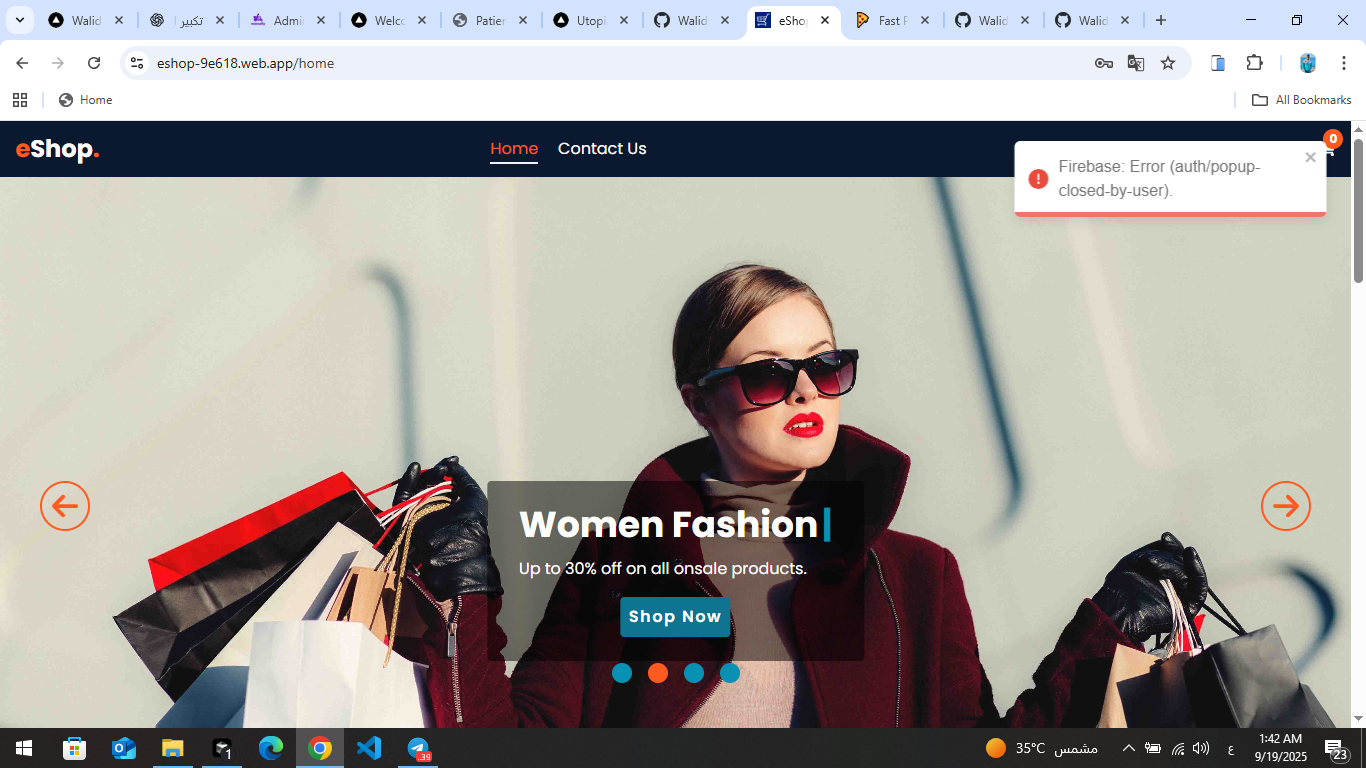 Walid
تكبير ا
Admin
Welco
Patien
Utopi
Walid
eShop
Fast F
Walid
Walid
eshop-9e618.web.app/home
Home
All Bookmarks
eShop.
Home
Contact Us
0
Firebase: Error (auth/popup-
closed-by-user).
Women Fashion
Up to 30% off on all onsale products.
Shop Now
1
39
35°C مشمس
ع
1:42 AM
9/19/2025
23